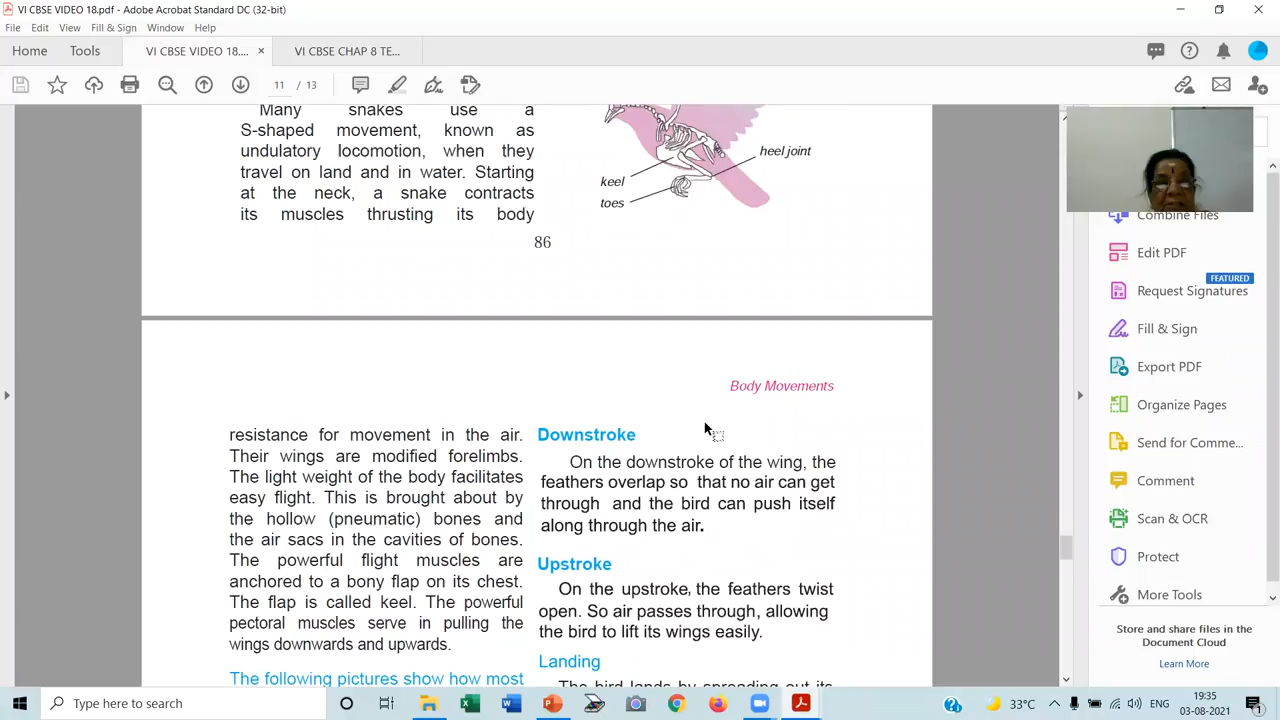 VI CBSE VIDEO 18.pdf - Adobe Acrobat Standard DC (32-bit)
File Edit View Fill & Sign Window Help
Home Tools VI CBSE VIDEO 18.... × VI CBSE CHAP 8 TE...
11 / 13
Many snakes use a
S-shaped movement, known as
undulatory locomotion, when they
travel on land and in water. Starting
at the neck, a snake contracts
its muscles thrusting its body
heel joint
keel
toes
86
Body Movements
resistance for movement in the air.
Their wings are modified forelimbs.
The light weight of the body facilitates
easy flight. This is brought about by
the hollow (pneumatic) bones and
the air sacs in the cavities of bones.
The powerful flight muscles are
anchored to a bony flap on its chest.
The flap is called keel. The powerful
pectoral muscles serve in pulling the
wings downwards and upwards.
The following pictures show how most
Downstroke
On the downstroke of the wing, the
feathers overlap so that no air can get
through and the bird can push itself
along through the air.
Upstroke
On the upstroke, the feathers twist
open. So air passes through, allowing
the bird to lift its wings easily.
Landing
The bird lands by spreading out its
Combine Files
Edit PDF
FEATURED
Request Signatures
Fill & Sign
Export PDF
Organize Pages
Send for Comme...
Comment
Scan & OCR
Protect
More Tools
Store and share files in the
Document Cloud
Learn More
Type here to search
33°C
ENG
19:35
03-08-2021